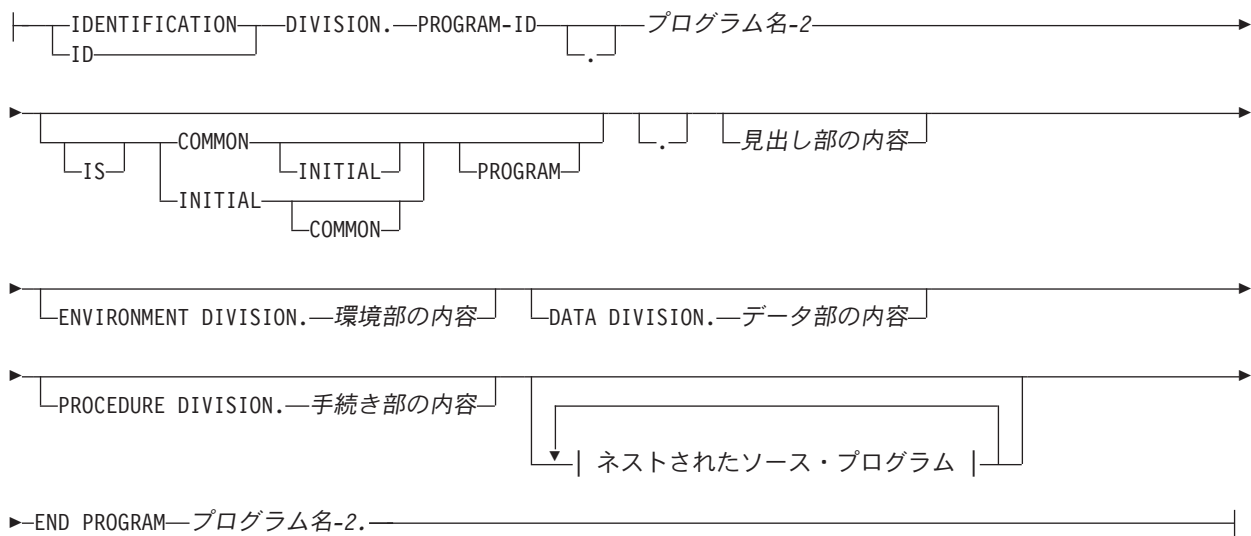 IDENTIFICATION DIVISION. PROGRAM-ID プログラム名-2
ID .
COMMON . 見出し部の内容
IS INITIAL PROGRAM
INITIAL
COMMON
ENVIRONMENT DIVISION. 環境部の内容 DATA DIVISION. データ部の内容
PROCEDURE DIVISION. 手続き部の内容
ネストされたソース・プログラム
END PROGRAM プログラム名-2.